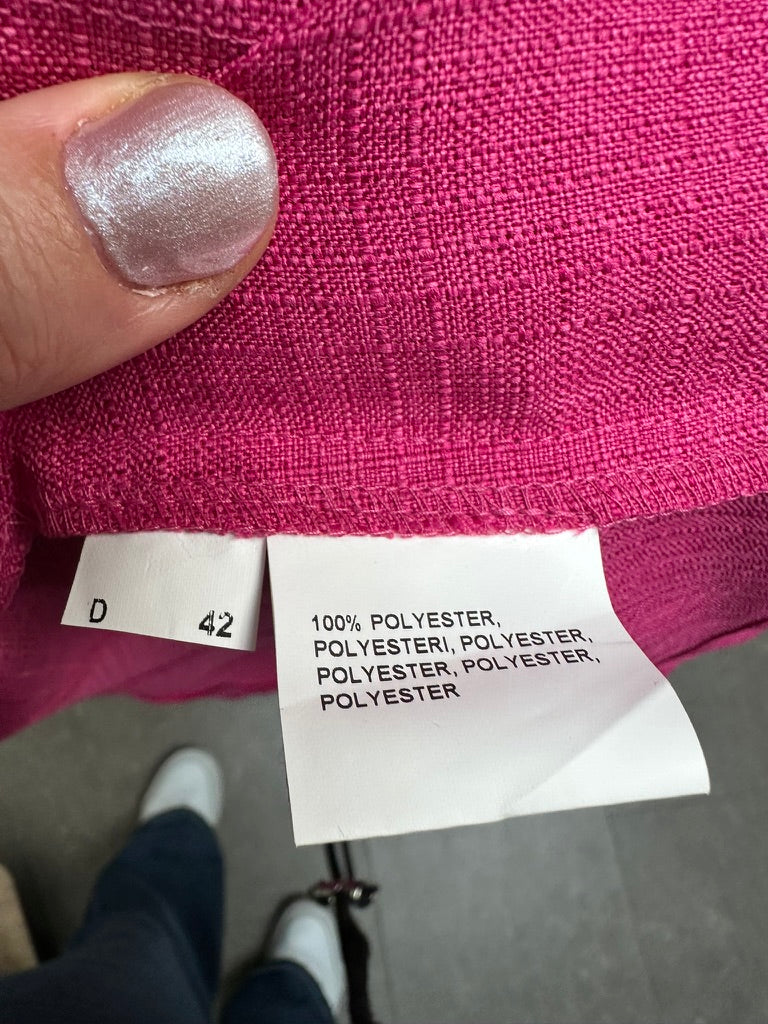 D 42
100% POLYESTER,
POLYESTERI, POLYESTER,
POLYESTER, POLYESTER,
POLYESTER